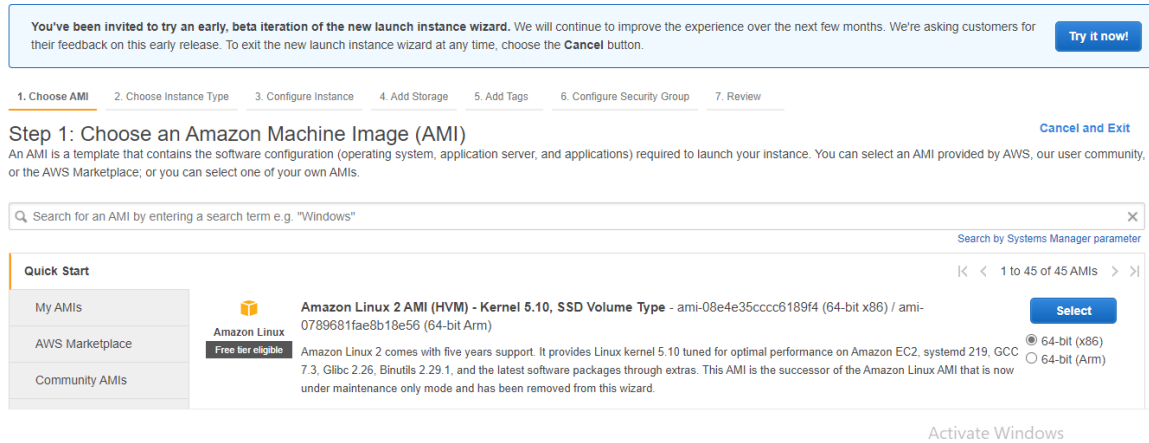 You've been invited to try an early, beta iteration of the new launch instance wizard. We will continue to improve the experience over the next few months. We're asking customers for
their feedback on this early release. To exit the new launch instance wizard at any time, choose the Cancel button.
Try it now!
1. Choose AMI 2. Choose Instance Type 3. Configure Instance 4. Add Storage 5. Add Tags 6. Configure Security Group 7. Review
Step 1: Choose an Amazon Machine Image (AMI)
Cancel and Exit
An AMI is a template that contains the software configuration (operating system, application server, and applications) required to launch your instance. You can select an AMI provided by AWS, our user community,
or the AWS Marketplace; or you can select one of your own AMIs.
Search for an AMI by entering a search term e.g. "Windows"
Search by Systems Manager parameter
Quick Start
1 to 45 of 45 AMIs
My AMIs
AWS Marketplace
Community AMIs
Amazon Linux
Free tier eligible
Amazon Linux 2 AMI (HVM) - Kernel 5.10, SSD Volume Type - ami-08e4e35cccc6189f4 (64-bit x86) / ami-
0789681fae8b18e56 (64-bit Arm)
Amazon Linux 2 comes with five years support. It provides Linux kernel 5.10 tuned for optimal performance on Amazon EC2, systemd 219, GCC
7.3, Glibc 2.26, Binutils 2.29.1, and the latest software packages through extras. This AMI is the successor of the Amazon Linux AMI that is now
under maintenance only mode and has been removed from this wizard.
Select
64-bit (x86)
64-bit (Arm)
Activate Windows